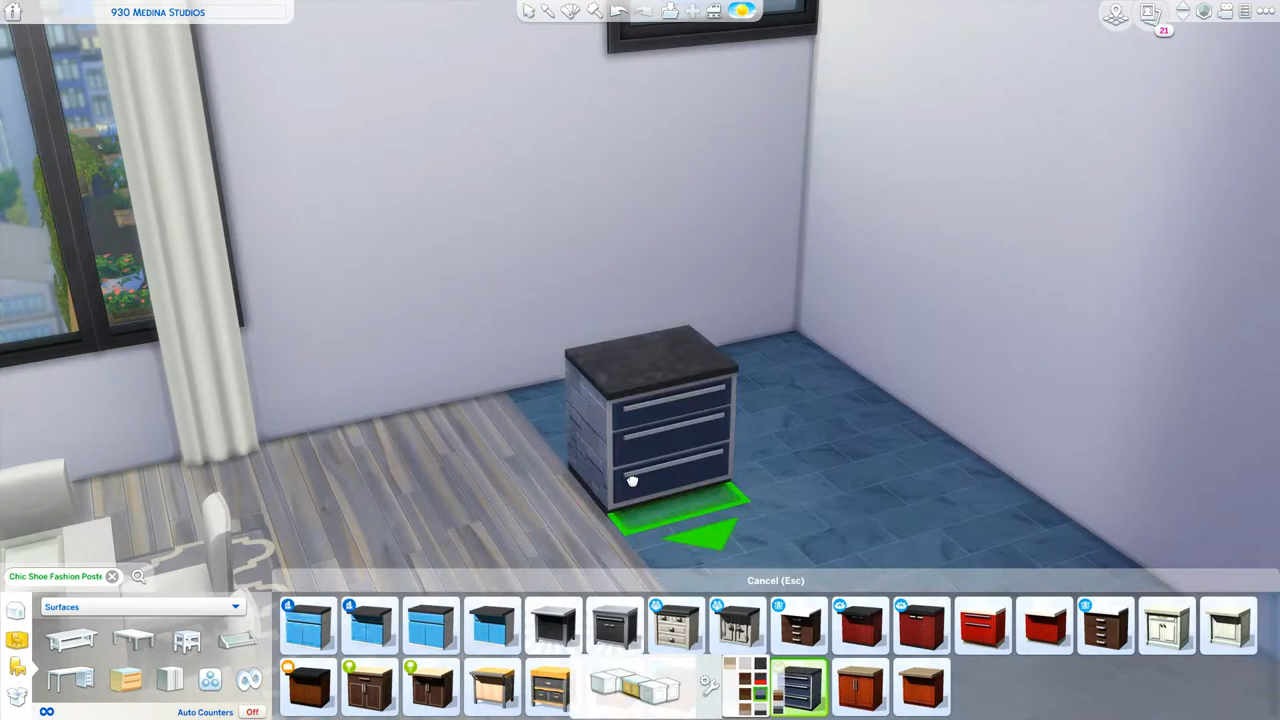 930 Medina Studios
21
Cancel (Esc)
Chic Shoe Fashion Poste
Surfaces
Auto Counters Off